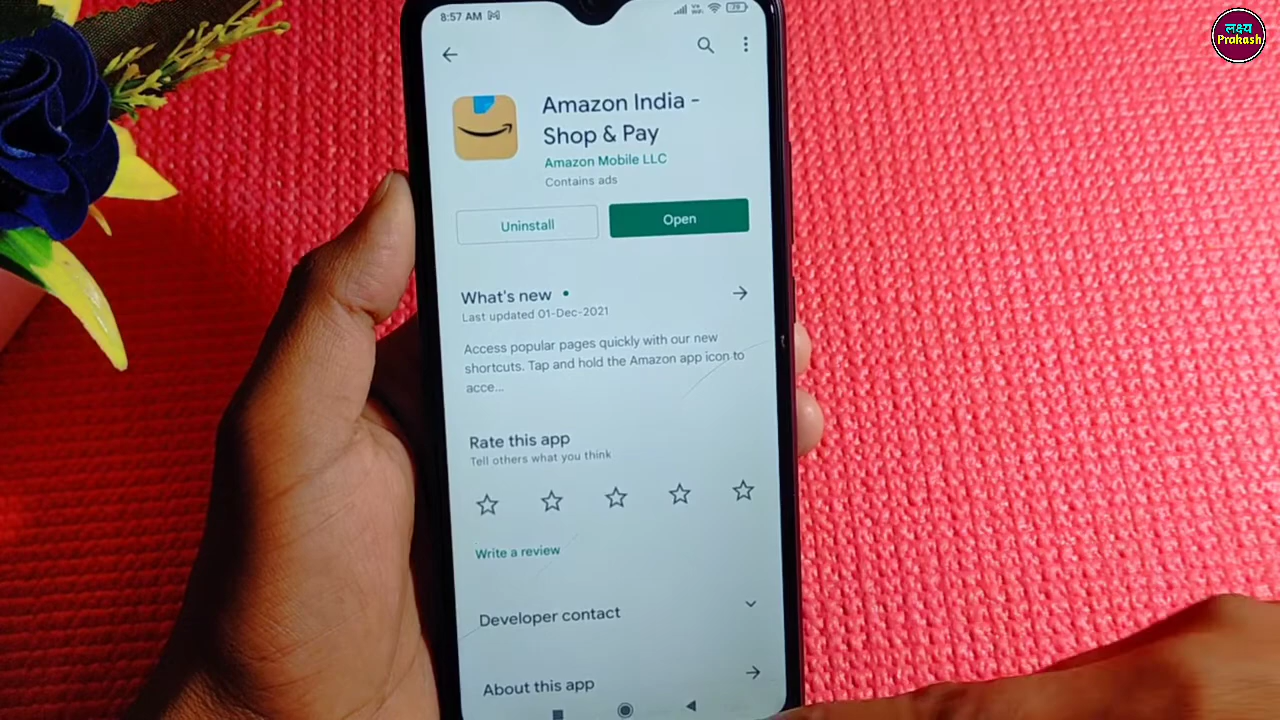 8:57 AM
लक्ष्य
Prakash
Amazon India -
Shop & Pay
Amazon Mobile LLC
Contains ads
Uninstall
Open
What's new
Last updated 01-Dec-2021
Access popular pages quickly with our new
shortcuts. Tap and hold the Amazon app icon to
acce...
Rate this app
Tell others what you think
Write a review
Developer contact
About this app